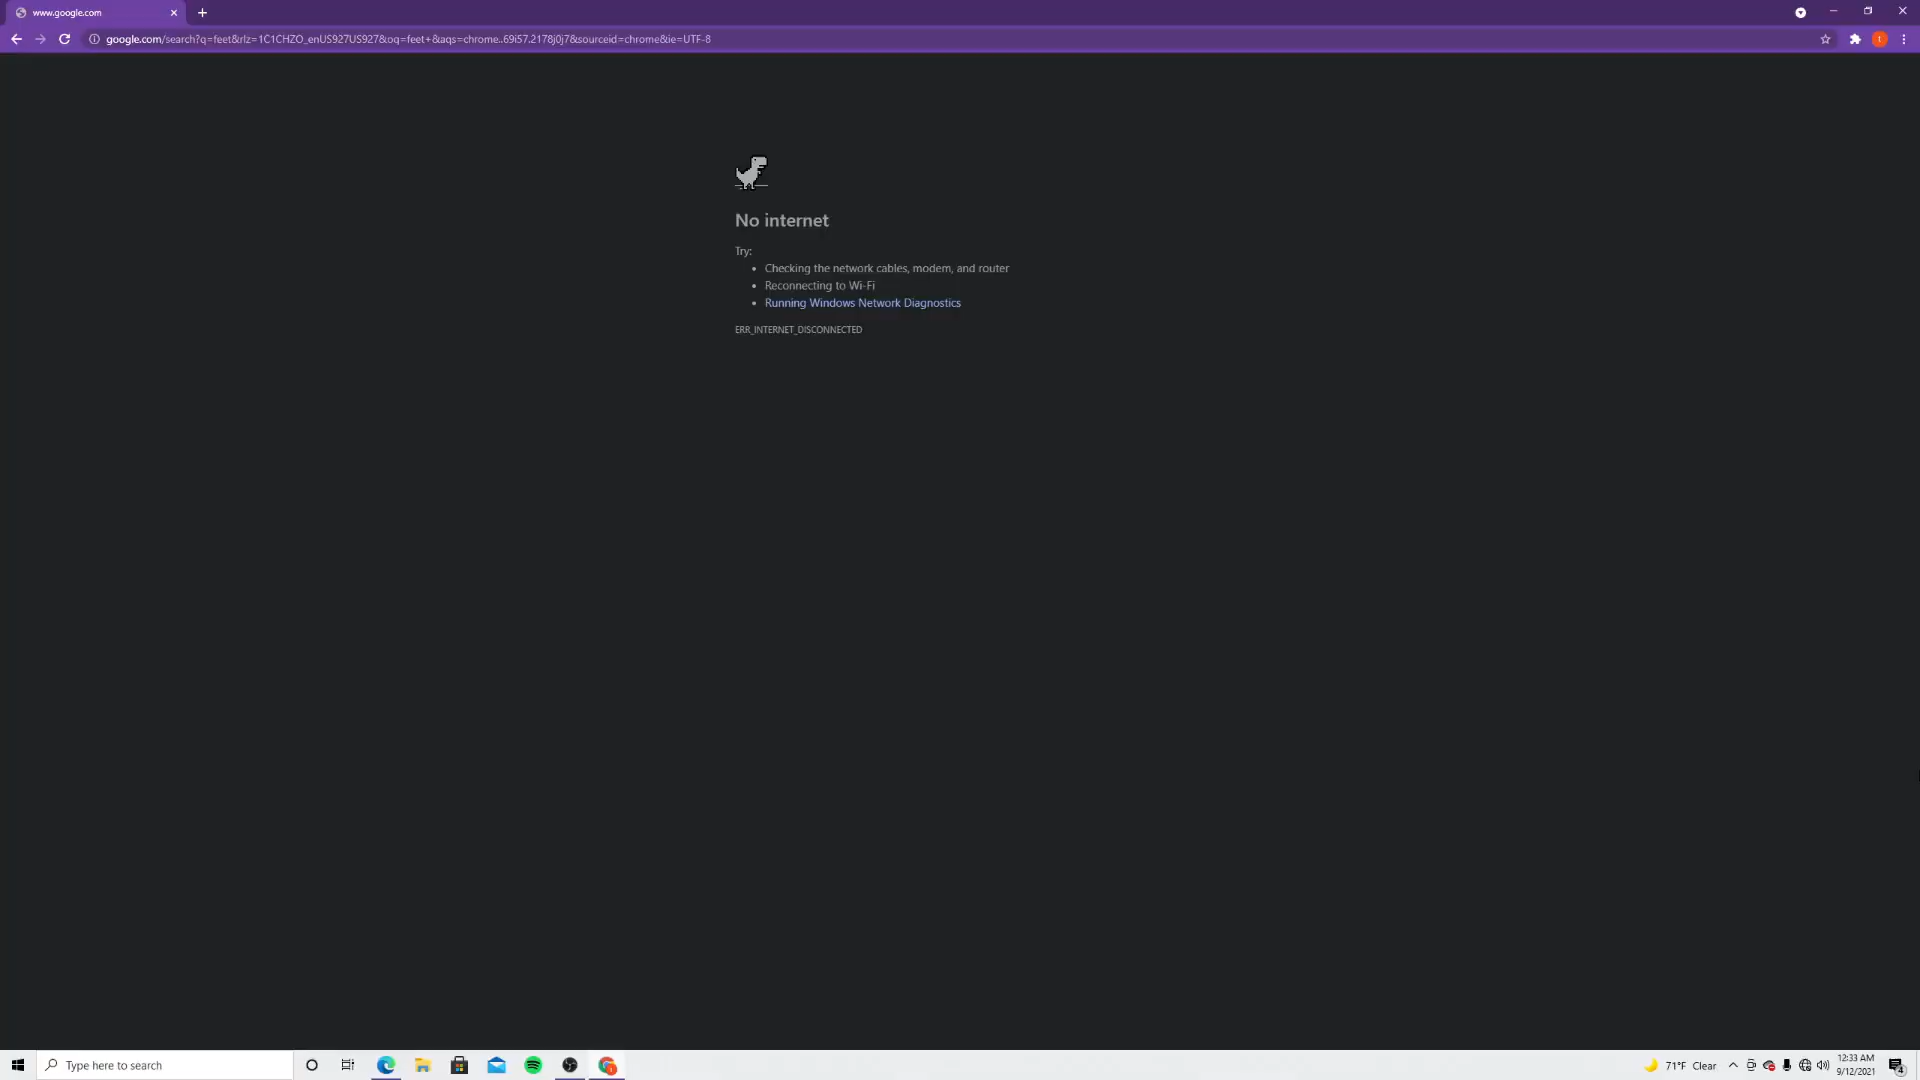 www.google.com
google.com/search?q=feet&rlz=1C1CHZO_enUS927US927&oq=feet+&aqs=chrome..69i57.2178j0j7&sourceid=chrome&ie=UTF-8
No internet
Try:
Checking the network cables, modem, and router
Reconnecting to Wi-Fi
Running Windows Network Diagnostics
ERR_INTERNET_DISCONNECTED
Type here to search
71°F Clear
12:33 AM
9/12/2021
4